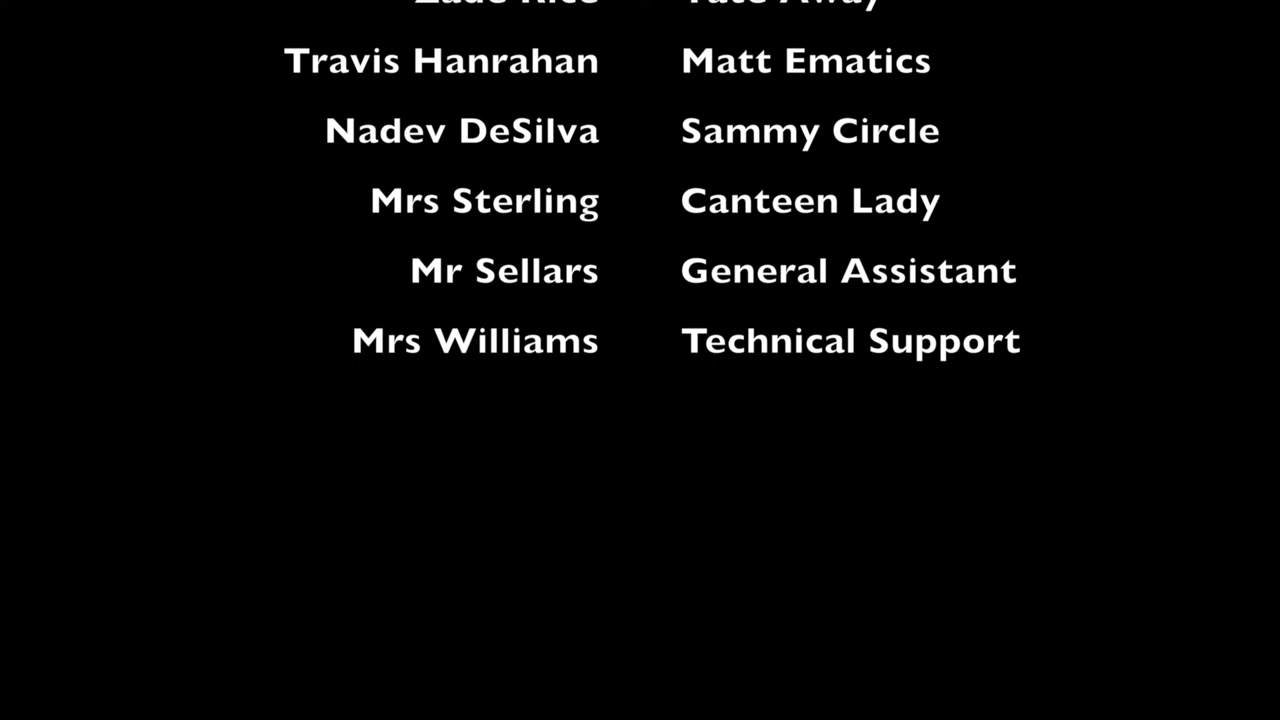 Travis Hanrahan Matt Ematics
Nadev DeSilva Sammy Circle
Mrs Sterling Canteen Lady
Mr Sellars General Assistant
Mrs Williams Technical Support